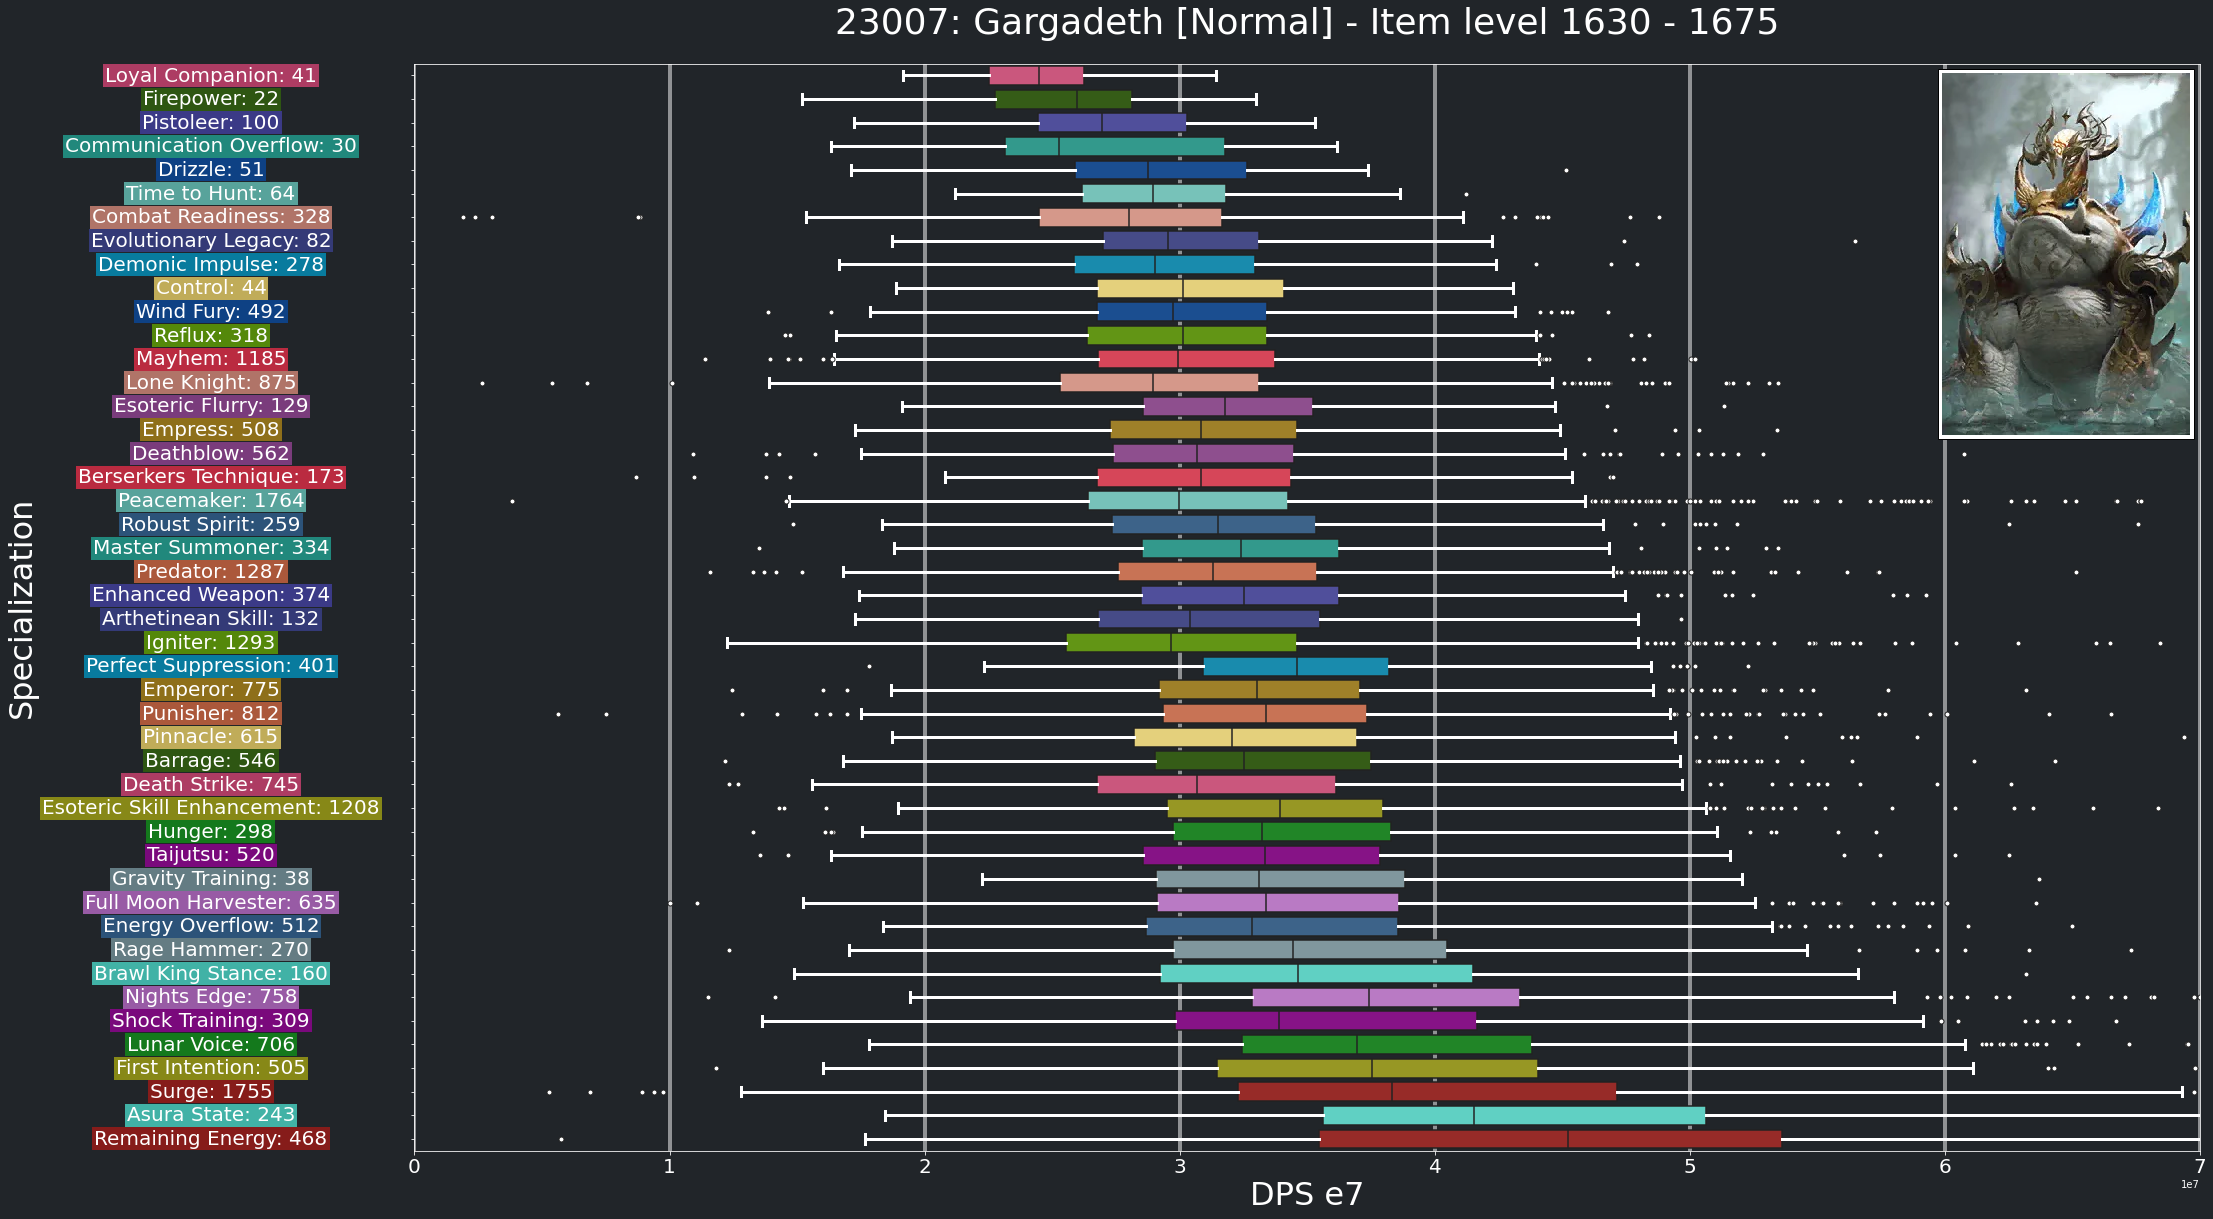 23007: Gargadeth [Normal] - Item level 1630 - 1675
Loyal Companion: 41
Firepower: 22
Pistoleer: 100
Communication Overflow: 30
Drizzle: 51
Time to Hunt: 64
Combat Readiness: 328
Evolutionary Legacy: 82
Demonic Impulse: 278
Control: 44
Wind Fury: 492
Reflux: 318
Mayhem: 1185
Lone Knight: 875
Esoteric Flurry: 129
Empress: 508
Deathblow: 562
Berserkers Technique: 173
Peacemaker: 1764
Robust Spirit: 259
Master Summoner: 334
Predator: 1287
Enhanced Weapon: 374
Arthetinean Skill: 132
Igniter: 1293
Perfect Suppression: 401
Emperor: 775
Punisher: 812
Pinnacle: 615
Barrage: 546
Death Strike: 745
Esoteric Skill Enhancement: 1208
Hunger: 298
Taijutsu: 520
Gravity Training: 38
Full Moon Harvester: 635
Energy Overflow: 512
Rage Hammer: 270
Brawl King Stance: 160
Nights Edge: 758
Shock Training: 309
Lunar Voice: 706
First Intention: 505
Surge: 1755
Asura State: 243
Remaining Energy: 468
Specialization
0 1 2 3 4 5 6 7
1e7
DPS e7